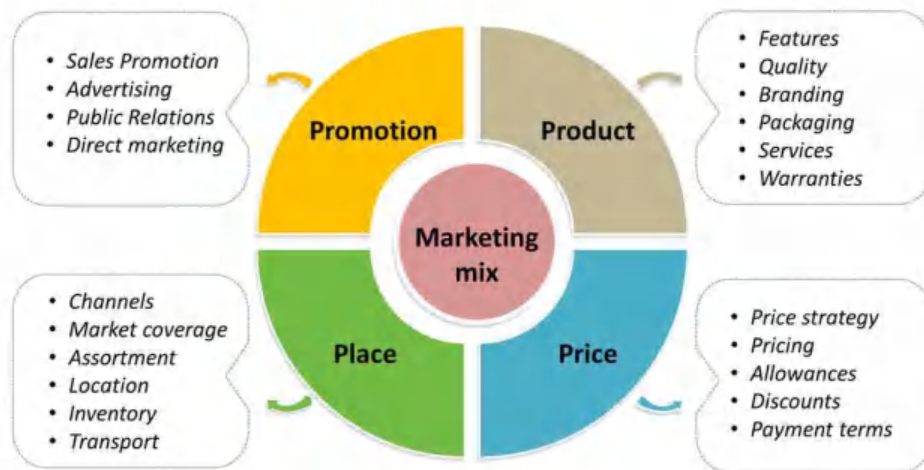 • Sales Promotion
• Advertising
• Public Relations
• Direct marketing
Promotion
Product
• Features
• Quality
• Branding
• Packaging
• Services
• Warranties
Marketing
mix
• Channels
• Market coverage
• Assortment
• Location
• Inventory
• Transport
Place
Price
• Price strategy
• Pricing
• Allowances
• Discounts
• Payment terms